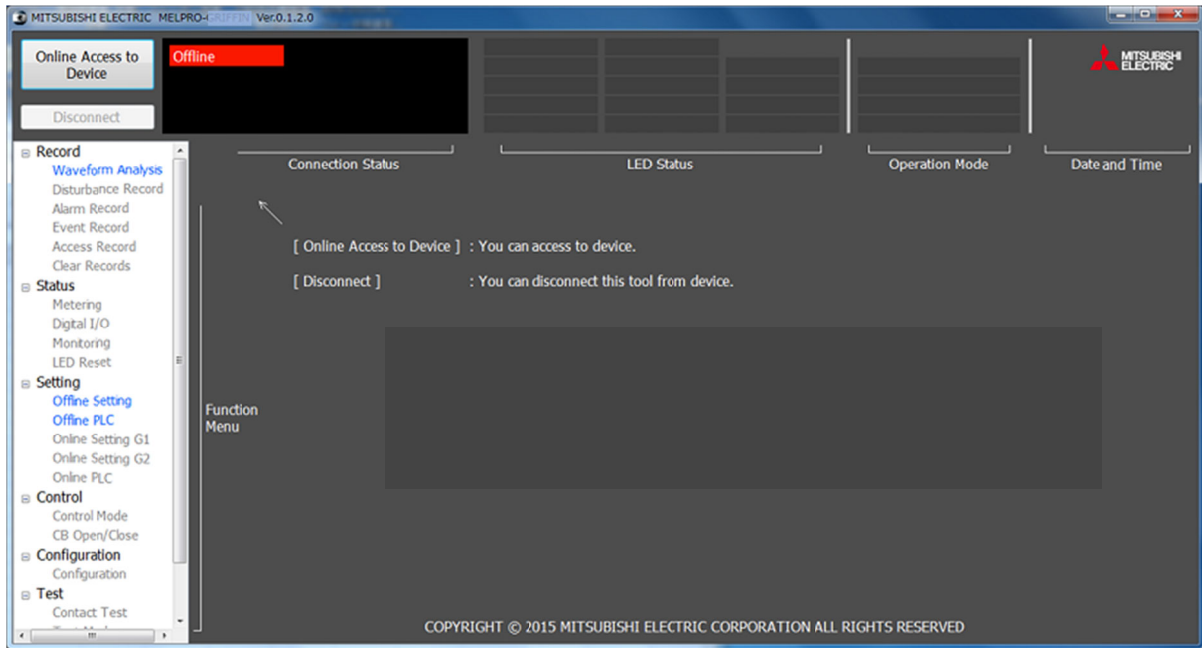 MITSUBISHI ELECTRIC MELPRO-GRIFFIN Ver.0.1.2.0
Online Access to
Device
Disconnect
Offline
MITSUBISHI
ELECTRIC
Connection Status
LED Status
Operation Mode
Date and Time
Record
Waveform Analysis
Disturbance Record
Alarm Record
Event Record
Access Record
Clear Records
Status
Metering
Digital I/O
Monitoring
LED Reset
Setting
Offline Setting
Offline PLC
Online Setting G1
Online Setting G2
Online PLC
Control
Control Mode
CB Open/Close
Configuration
Configuration
Test
Contact Test
[ Online Access to Device ] : You can access to device.
[ Disconnect ] : You can disconnect this tool from device.
Function
Menu
COPYRIGHT © 2015 MITSUBISHI ELECTRIC CORPORATION ALL RIGHTS RESERVED